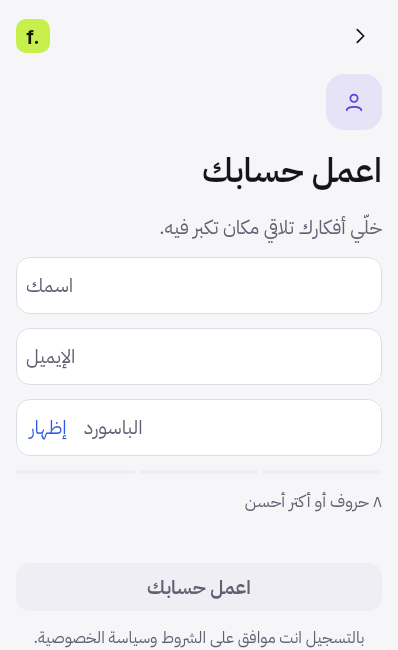 f.
اعمل حسابك
خلّي أفكارك تلاقي مكان تكبر فيه.
اسمك
الإيميل
الباسورد إظهار
٨ حروف أو أكتر أحسن
اعمل حسابك
بالتسجيل انت موافق على الشروط وسياسة الخصوصية.